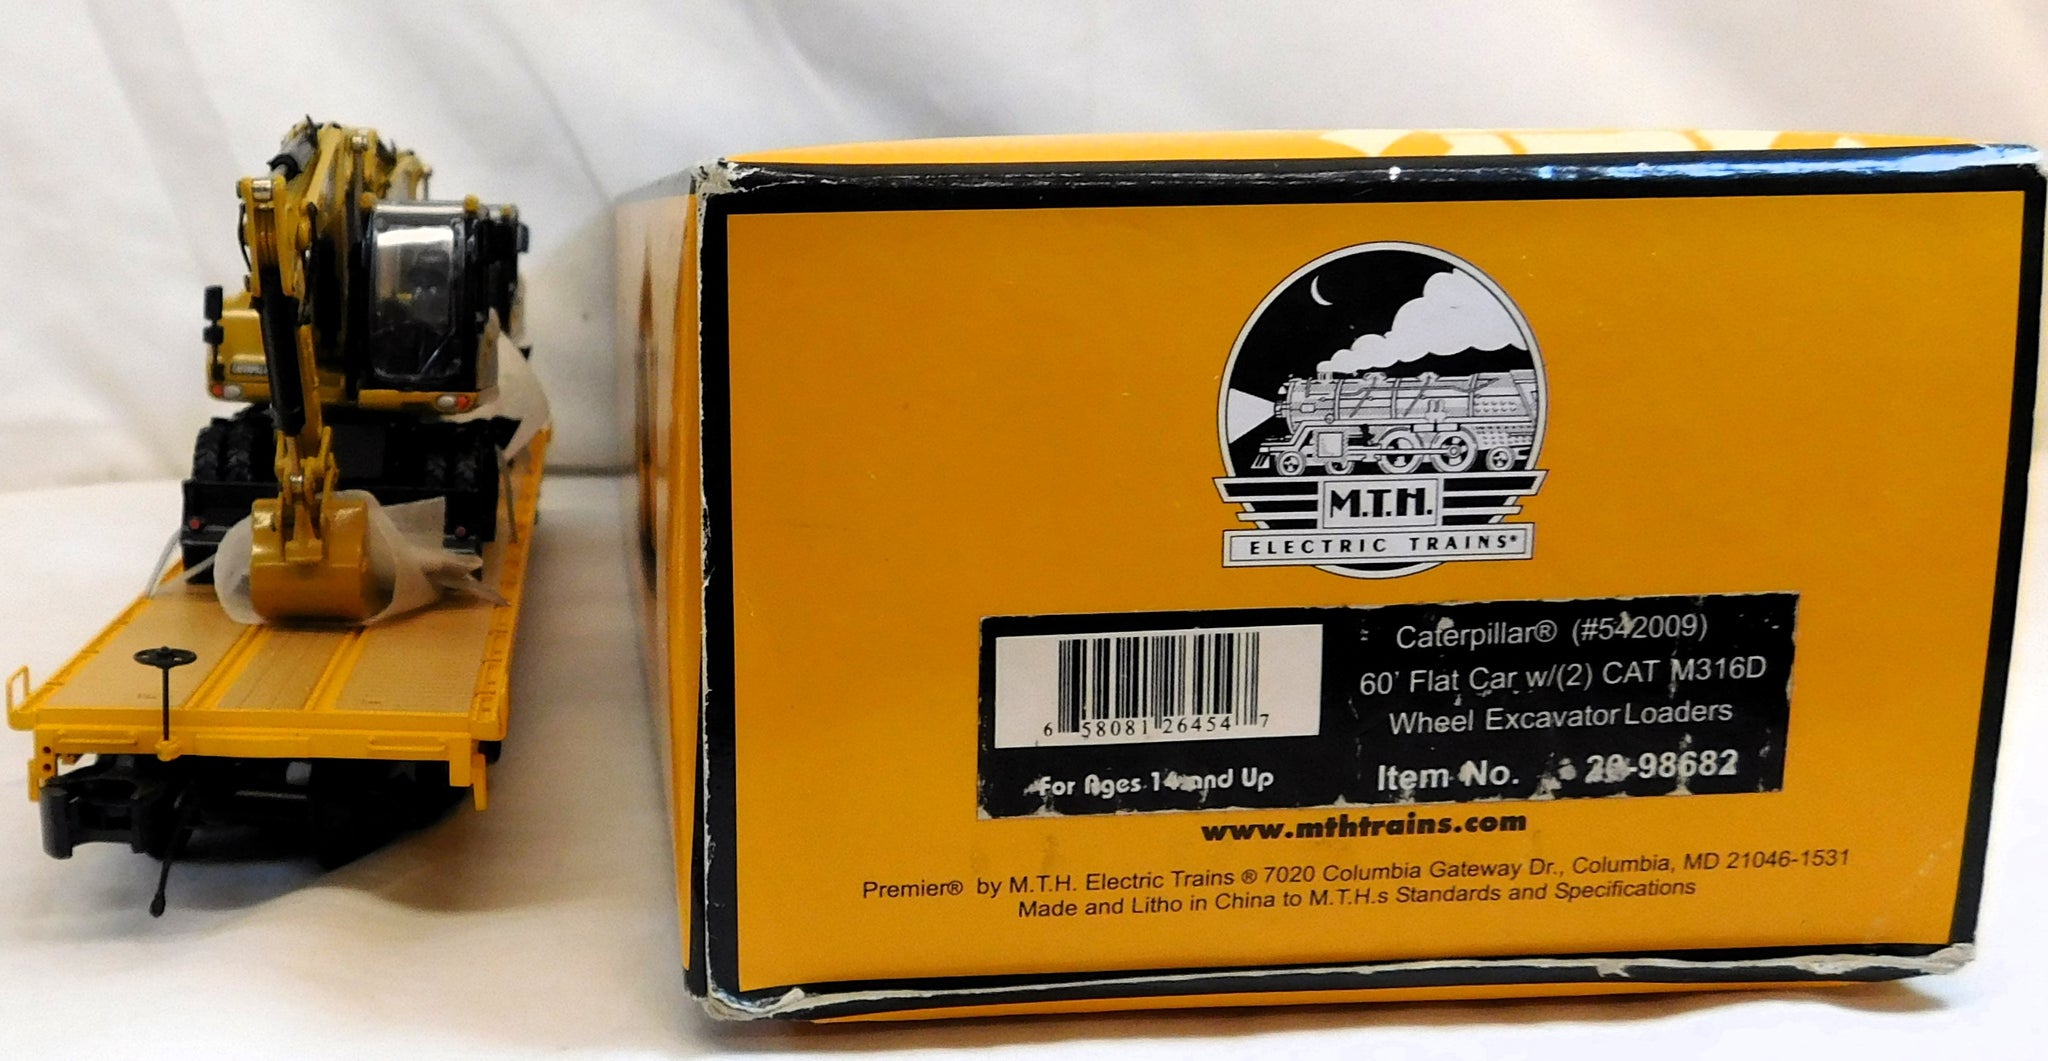 M.T.H.
ELECTRIC TRAINS®
Caterpillar® (#542009)
60' Flat Car w/(2) CAT M316D
Wheel Excavator Loaders
6 58081 26454 7
For Ages 14 and Up
Item No. 20-98682
www.mthtrains.com
Premier® by M.T.H. Electric Trains ® 7020 Columbia Gateway Dr., Columbia, MD 21046-1531
Made and Litho in China to M.T.H.s Standards and Specifications